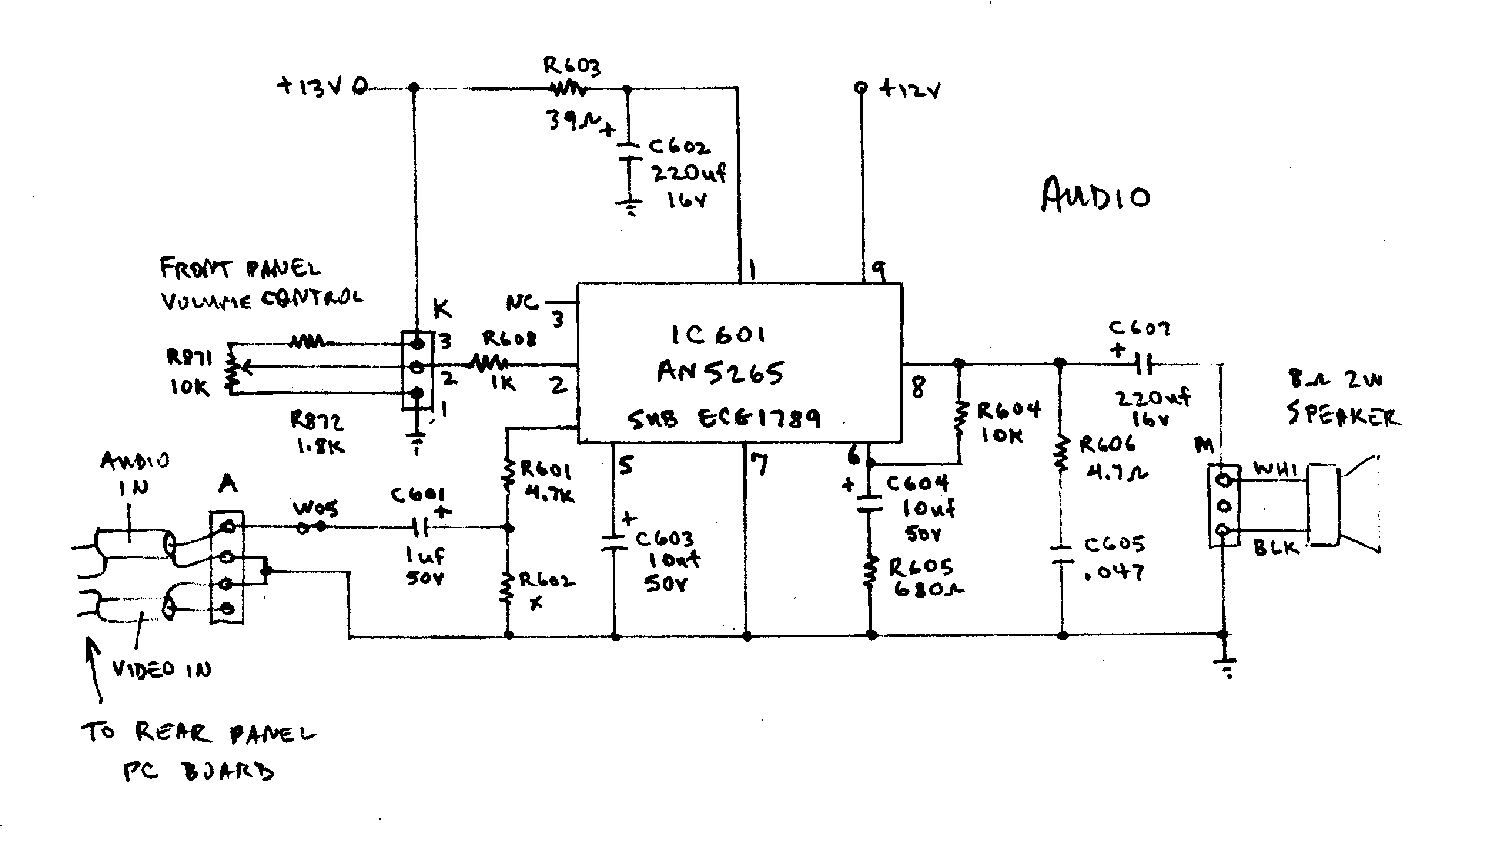 R603
+13V
39Ω
+
C602
220uf
16V
+12V
AUDIO
FRONT PANEL
VOLUME CONTROL
K
3
2
1
R871
10K
R872
1.8K
R608
1K
NC
3
2
1
9
IC601
AN5265
SUB ECG1789
8
5
7
6
R601
4.7K
R602
X
+
C603
10uf
50V
+
C604
10uf
50V
R605
680Ω
R604
10K
R606
4.7Ω
C605
.047
C607
+
220uf
16V
8Ω 2W
SPEAKER
M
WHI
BLK
AUDIO
IN
A
W05
C601
+
1uf
50V
VIDEO IN
TO REAR PANEL
PC BOARD